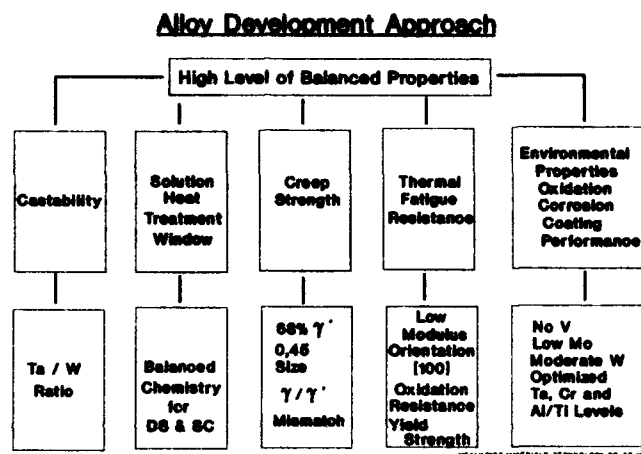 Alloy Development Approach
High Level of Balanced Properties
Castability
Solution
Heat
Treatment
Window
Creep
Strength
Thermal
Fatigue
Resistance
Environmental
Properties
Oxidation
Corrosion
Coating
Performance
Ta / W
Ratio
Balanced
Chemistry
for
DS & SC
68% γ'
0,45
Size
γ / γ'
Mismatch
Low
Modulus
Orientation
[100]
Oxidation
Resistance
Yield
Strength
No V
Low Mo
Moderate W
Optimized
Ta, Cr and
Al/Ti Levels